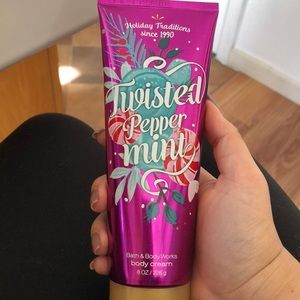 Holiday Traditions
since 1990
Twisted
Pepper
mint
Bath & Body Works
body cream
8 OZ / 226 g